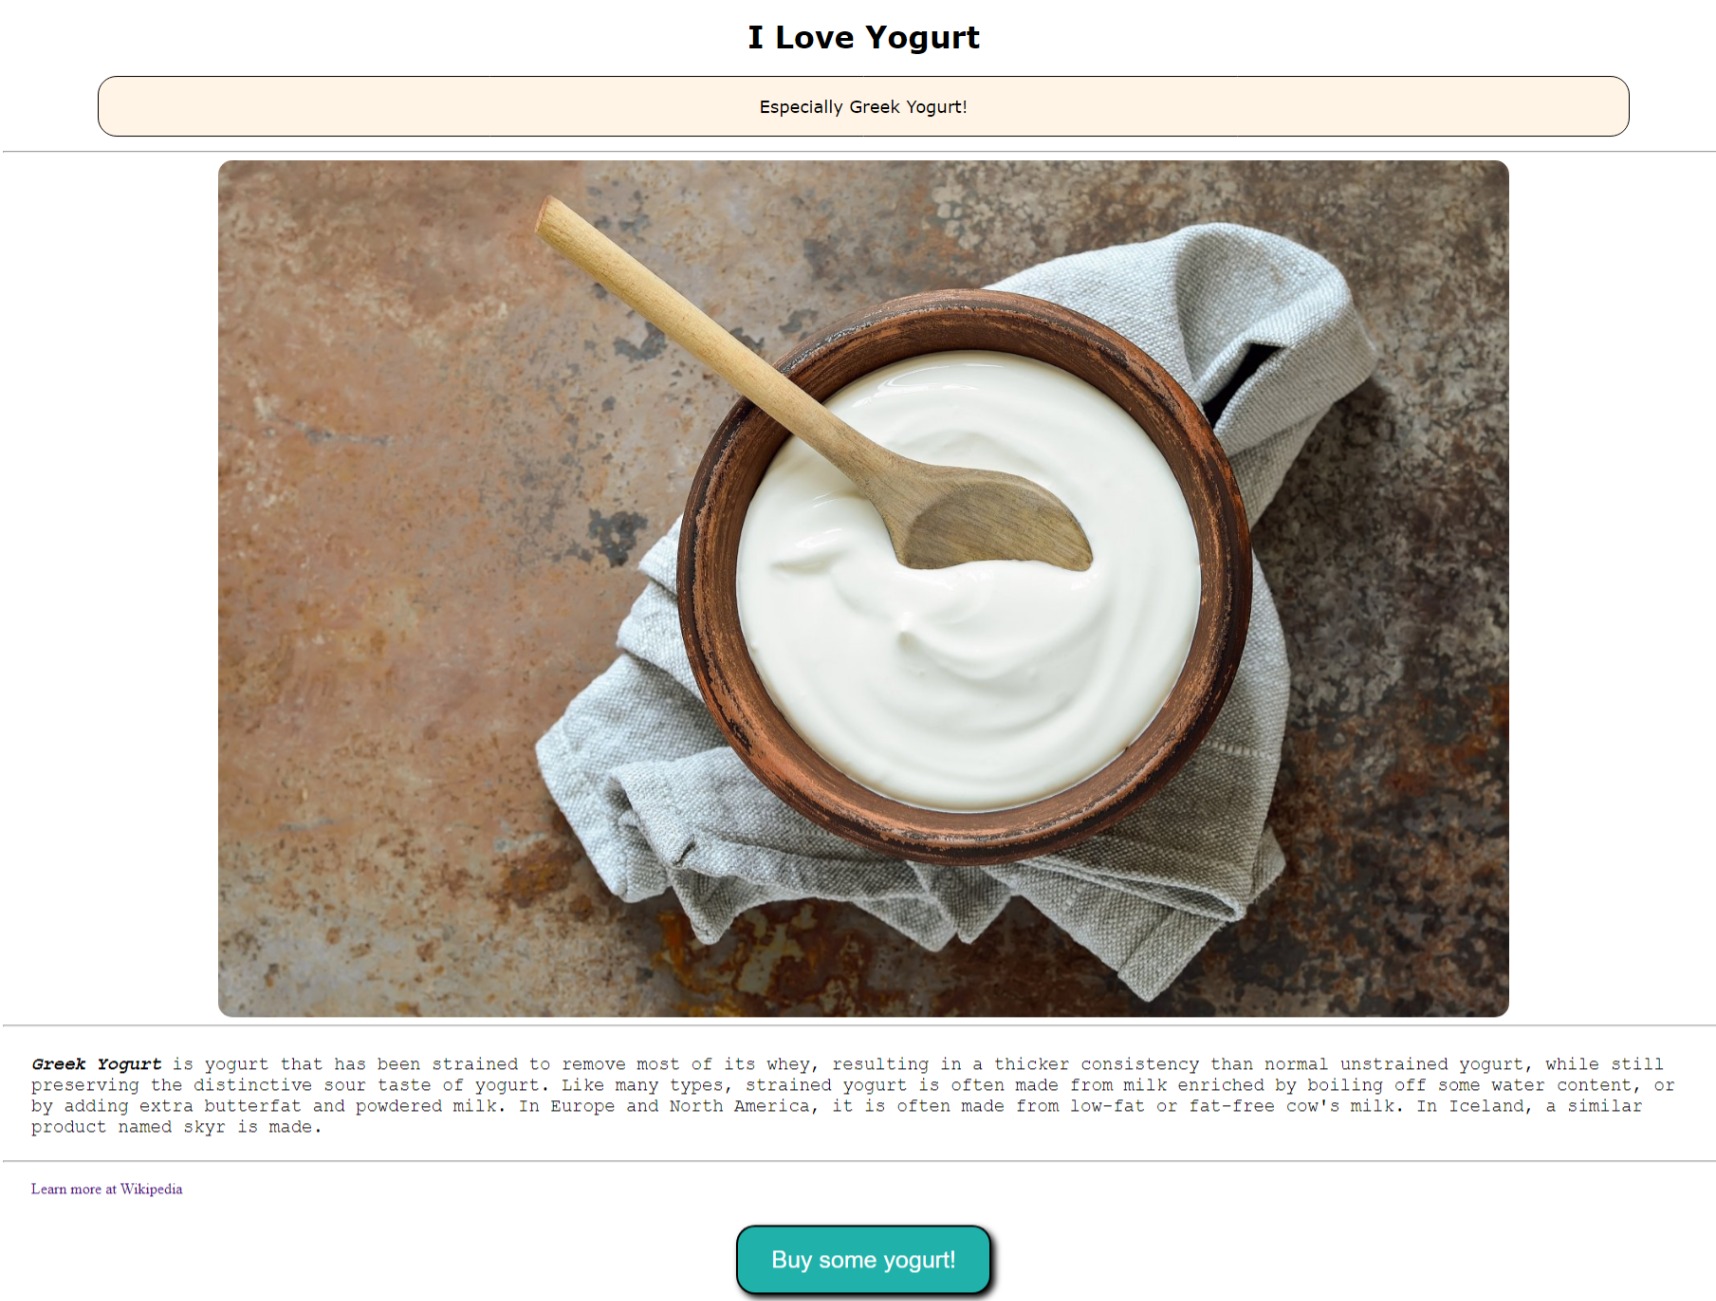 I Love Yogurt
Especially Greek Yogurt!
Greek Yogurt is yogurt that has been strained to remove most of its whey, resulting in a thicker consistency than normal unstrained yogurt, while still
preserving the distinctive sour taste of yogurt. Like many types, strained yogurt is often made from milk enriched by boiling off some water content, or
by adding extra butterfat and powdered milk. In Europe and North America, it is often made from low-fat or fat-free cow's milk. In Iceland, a similar
product named skyr is made.
Learn more at Wikipedia
Buy some yogurt!